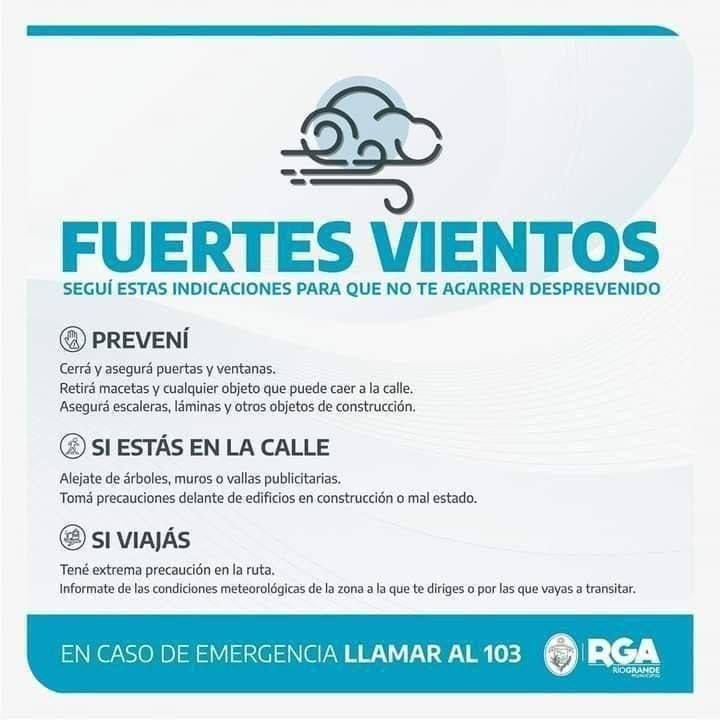 FUERTES VIENTOS
SEGUÍ ESTAS INDICACIONES PARA QUE NO TE AGARREN DESPREVENIDO
PREVENÍ
Cerrá y asegurá puertas y ventanas.
Retirá macetas y cualquier objeto que puede caer a la calle.
Asegurá escaleras, láminas y otros objetos de construcción.
SI ESTÁS EN LA CALLE
Alejate de árboles, muros o vallas publicitarias.
Tomá precauciones delante de edificios en construcción o mal estado.
SI VIAJÁS
Tené extrema precaución en la ruta.
Informate de las condiciones meteorológicas de la zona a la que te diriges o por las que vayas a transitar.
EN CASO DE EMERGENCIA LLAMAR AL 103
RGA
RÍOGRANDE
MUNICIPIO